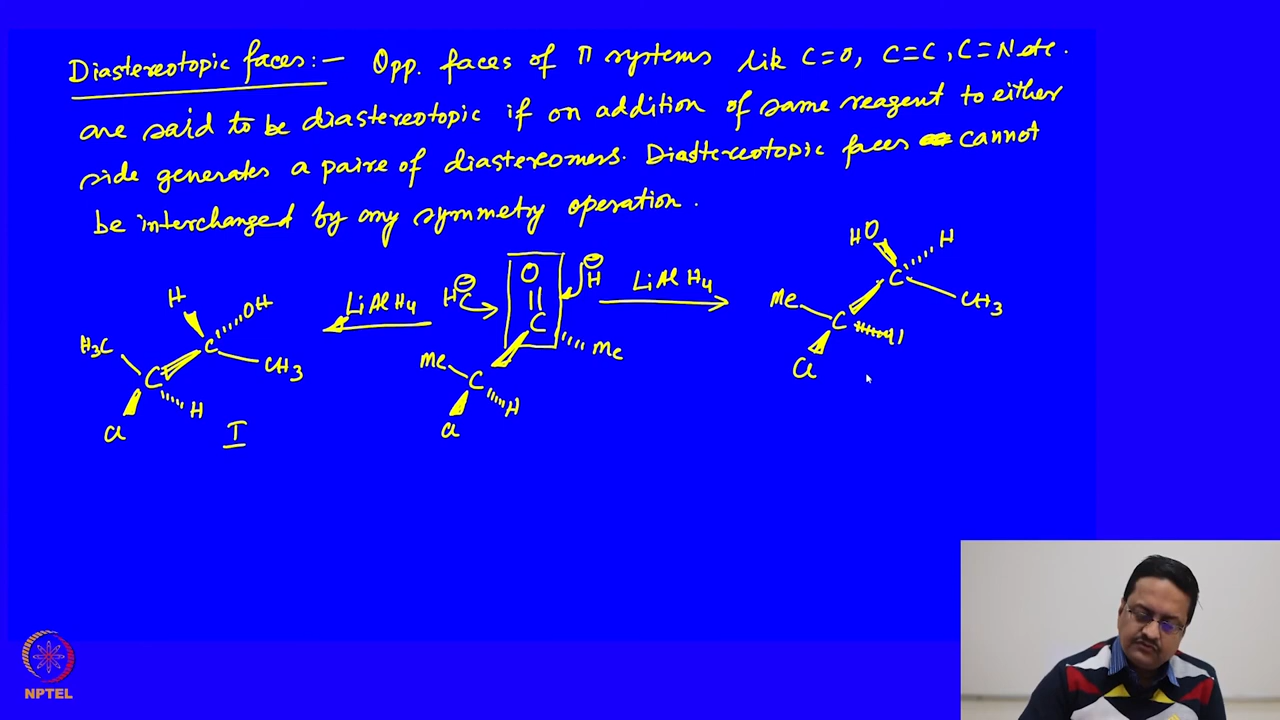 Diastereotopic faces:- Opp. faces of π systems lik C=O, C=C, C=N etc.
are said to be diastereotopic if on addition of same reagent to either
side generates a paire of diastereomers. Diastereotopic faces cannot
be interchanged by any symmetry operation.
H OH C CH3 H3C C Cl H I
LiAlH4
H⊖ O H⊖ C Me Me C H Cl
LiAlH4
HO H C CH3 Me C Cl
NPTEL